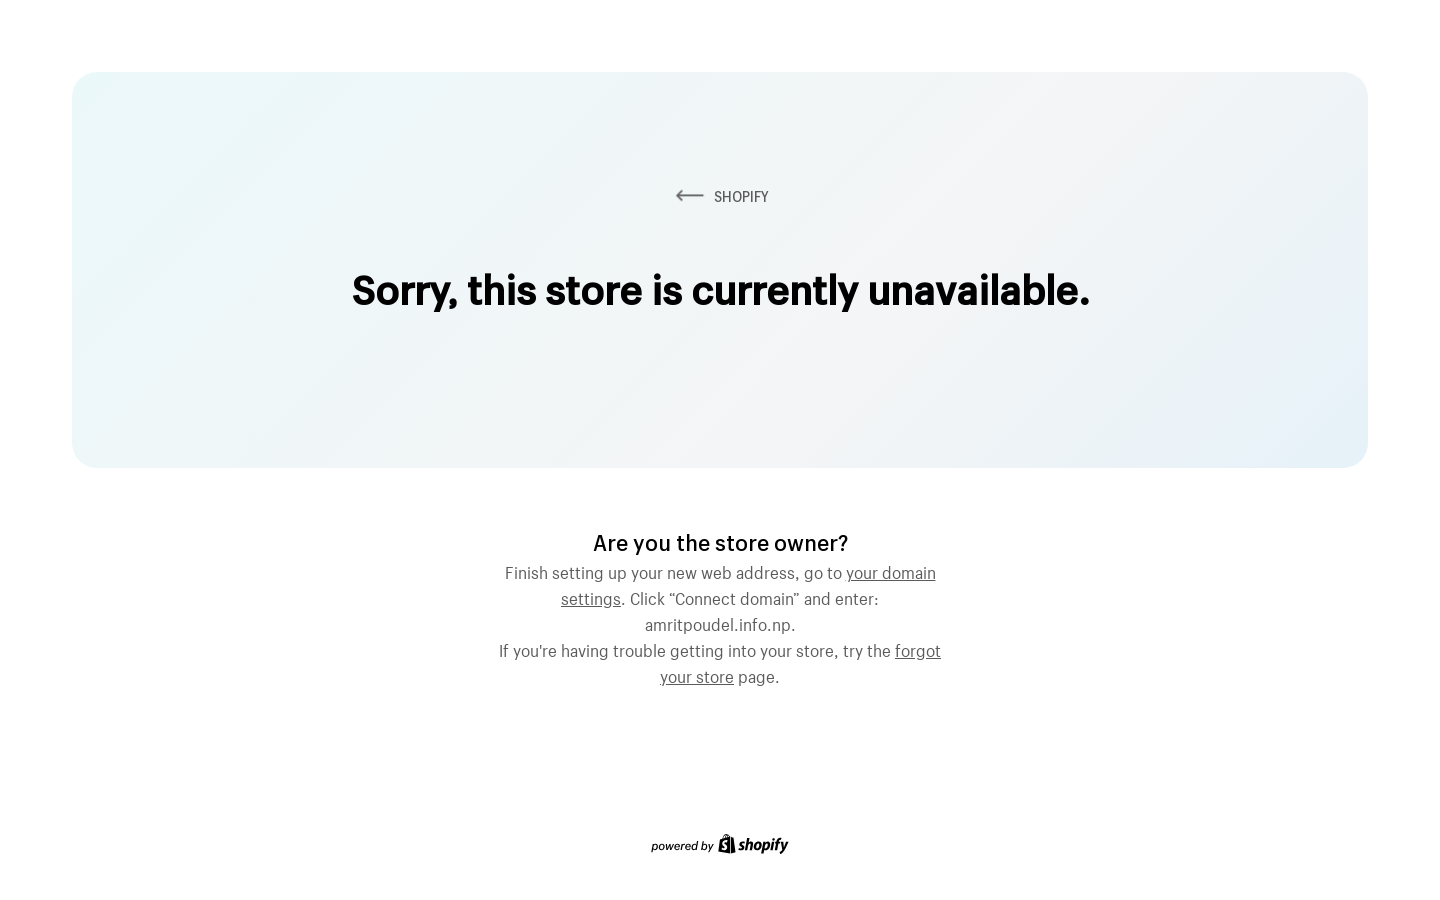 SHOPIFY
Sorry, this store is currently unavailable.
Are you the store owner?
Finish setting up your new web address, go to your domain
settings. Click “Connect domain” and enter:
amritpoudel.info.np.
If you're having trouble getting into your store, try the forgot
your store page.
powered by shopify